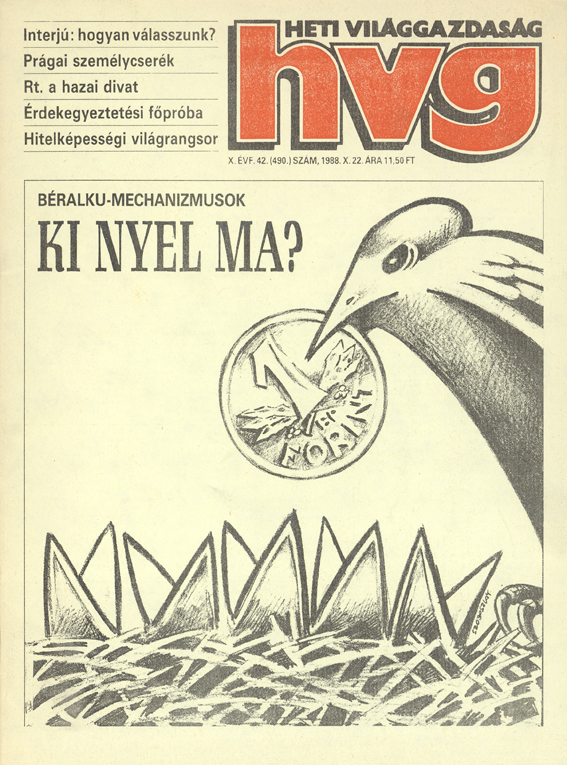 Interjú: hogyan válasszunk?
Prágai személycserék
Rt. a hazai divat
Érdekegyeztetési főpróba
Hitelképességi világrangsor
HETI VILÁGGAZDASÁG
hvg
X. ÉVF. 42. (490.) SZÁM, 1988. X. 22. ÁRA 11,50 FT
BÉRALKU-MECHANIZMUSOK
KI NYEL MA?
1
FORINT